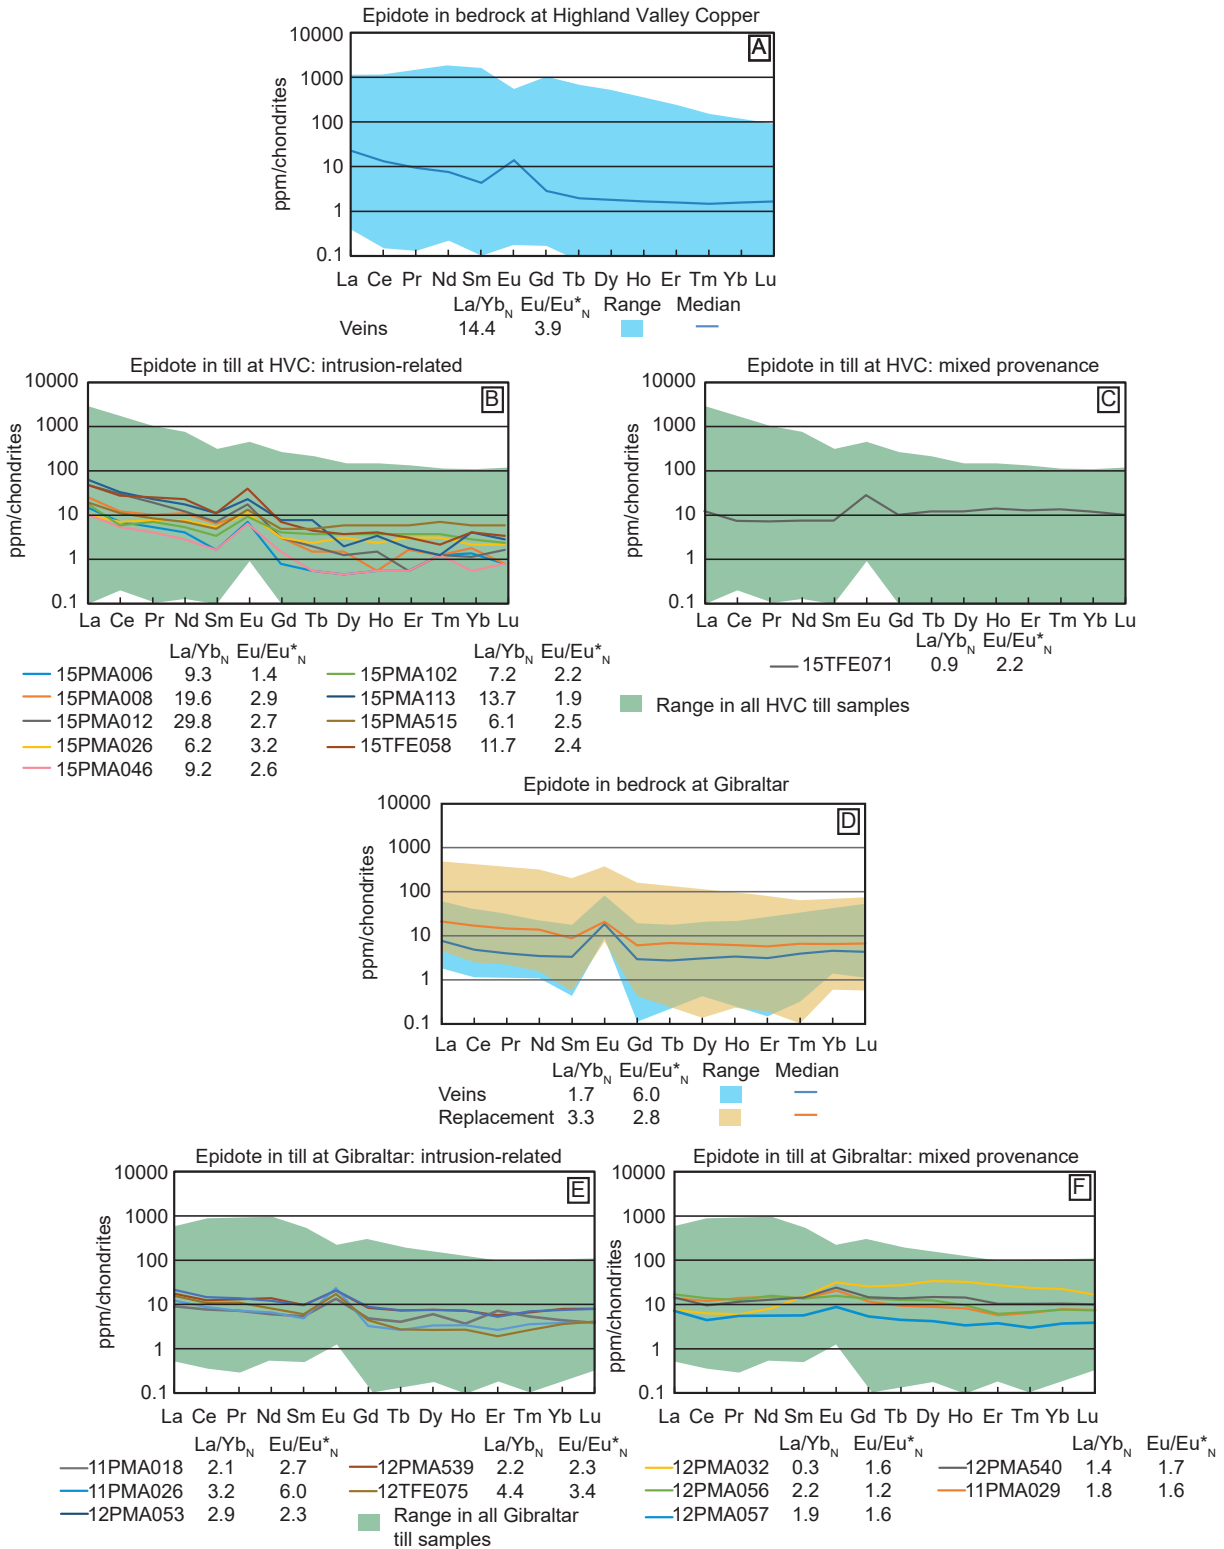 Epidote in bedrock at Highland Valley Copper
A
10000
1000
100
10
1
0.1
ppm/chondrites
La Ce Pr Nd Sm Eu Gd Tb Dy Ho Er Tm Yb Lu
La/YbN Eu/Eu*N Range Median
Veins 14.4 3.9
Epidote in till at HVC: intrusion-related
B
10000
1000
100
10
1
0.1
ppm/chondrites
La Ce Pr Nd Sm Eu Gd Tb Dy Ho Er Tm Yb Lu
La/YbN Eu/Eu*N La/YbN Eu/Eu*N
15PMA006 9.3 1.4 15PMA102 7.2 2.2
15PMA008 19.6 2.9 15PMA113 13.7 1.9
15PMA012 29.8 2.7 15PMA515 6.1 2.5
15PMA026 6.2 3.2 15TFE058 11.7 2.4
15PMA046 9.2 2.6
Epidote in till at HVC: mixed provenance
C
10000
1000
100
10
1
0.1
ppm/chondrites
La Ce Pr Nd Sm Eu Gd Tb Dy Ho Er Tm Yb Lu
La/YbN Eu/Eu*N
15TFE071 0.9 2.2
Range in all HVC till samples
Epidote in bedrock at Gibraltar
D
10000
1000
100
10
1
0.1
ppm/chondrites
La Ce Pr Nd Sm Eu Gd Tb Dy Ho Er Tm Yb Lu
La/YbN Eu/Eu*N Range Median
Veins 1.7 6.0
Replacement 3.3 2.8
Epidote in till at Gibraltar: intrusion-related
E
10000
1000
100
10
1
0.1
ppm/chondrites
La Ce Pr Nd Sm Eu Gd Tb Dy Ho Er Tm Yb Lu
La/YbN Eu/Eu*N La/YbN Eu/Eu*N
11PMA018 2.1 2.7 12PMA539 2.2 2.3
11PMA026 3.2 6.0 12TFE075 4.4 3.4
12PMA053 2.9 2.3 Range in all Gibraltar
till samples
Epidote in till at Gibraltar: mixed provenance
F
10000
1000
100
10
1
0.1
ppm/chondrites
La Ce Pr Nd Sm Eu Gd Tb Dy Ho Er Tm Yb Lu
La/YbN Eu/Eu*N La/YbN Eu/Eu*N
12PMA032 0.3 1.6 12PMA540 1.4 1.7
12PMA056 2.2 1.2 11PMA029 1.8 1.6
12PMA057 1.9 1.6